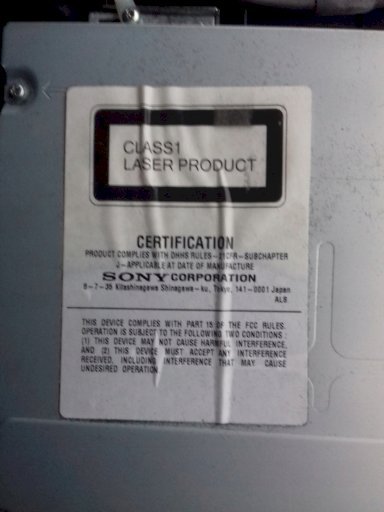 CLASS1
LASER PRODUCT
CERTIFICATION
PRODUCT COMPLIES WITH DHHS RULES-21CFR-SUBCHAPTER
J-APPLICABLE AT DATE OF MANUFACTURE
SONY CORPORATION
6-7-35 Kitashinagawa Shinagawa-ku, Tokyo, 141-0001 Japan
ALB
THIS DEVICE COMPLIES WITH PART 15 OF THE FCC RULES.
OPERATION IS SUBJECT TO THE FOLLOWING TWO CONDITIONS :
(1) THIS DEVICE MAY NOT CAUSE HARMFUL INTERFERENCE,
AND (2) THIS DEVICE MUST ACCEPT ANY INTERFERENCE
RECEIVED, INCLUDING INTERFERENCE THAT MAY CAUSE
UNDESIRED OPERATION.